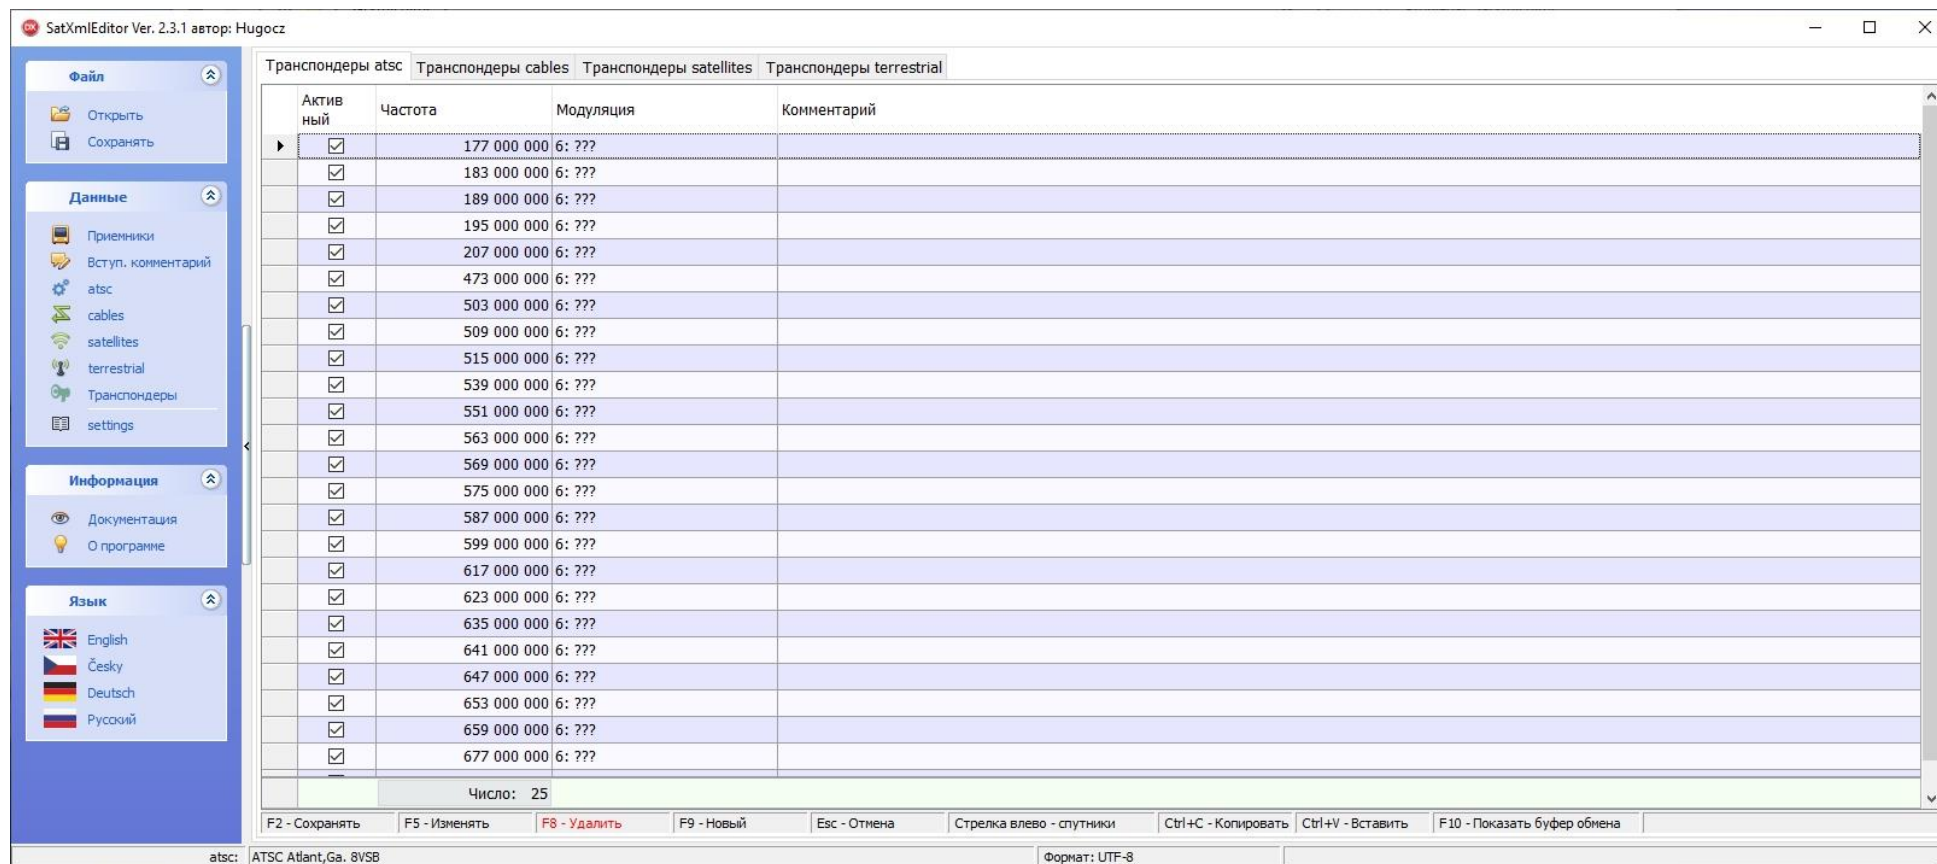 SatXmlEditor Ver. 2.3.1 автор: Hugocz
Файл
Открыть
Сохранять
Данные
Приемники
Вступ. комментарий
atsc
cables
satellites
terrestrial
Транспондеры
settings
Информация
Документация
О программе
Язык
English
Česky
Deutsch
Русский
Транспондеры atsc Транспондеры cables Транспондеры satellites Транспондеры terrestrial
Актив
ный Частота Модуляция Комментарий
177 000 000 6: ???
183 000 000 6: ???
189 000 000 6: ???
195 000 000 6: ???
207 000 000 6: ???
473 000 000 6: ???
503 000 000 6: ???
509 000 000 6: ???
515 000 000 6: ???
539 000 000 6: ???
551 000 000 6: ???
563 000 000 6: ???
569 000 000 6: ???
575 000 000 6: ???
587 000 000 6: ???
599 000 000 6: ???
617 000 000 6: ???
623 000 000 6: ???
635 000 000 6: ???
641 000 000 6: ???
647 000 000 6: ???
653 000 000 6: ???
659 000 000 6: ???
677 000 000 6: ???
Число: 25
F2 - Сохранять F5 - Изменять F8 - Удалить F9 - Новый Esc - Отмена Стрелка влево - спутники Ctrl+C - Копировать Ctrl+V - Вставить F10 - Показать буфер обмена
atsc: ATSC Atlant,Ga. 8VSB Формат: UTF-8